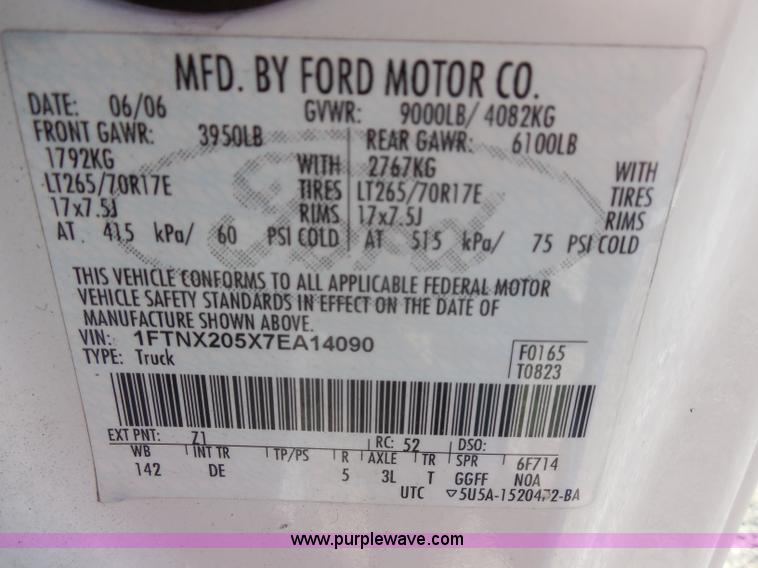 MFD. BY FORD MOTOR CO.
DATE: 06/06 GVWR: 9000LB/ 4082KG
FRONT GAWR: 3950LB REAR GAWR: 6100LB
1792KG WITH 2767KG WITH
LT265/70R17E TIRES LT265/70R17E TIRES
17x7.5J RIMS 17x7.5J RIMS
AT 415 kPa/ 60 PSI COLD AT 515 kPa/ 75 PSI COLD
Ford
THIS VEHICLE CONFORMS TO ALL APPLICABLE FEDERAL MOTOR
VEHICLE SAFETY STANDARDS IN EFFECT ON THE DATE OF
MANUFACTURE SHOWN ABOVE.
VIN: 1FTNX205X7EA14090
TYPE: Truck
F0165
T0823
EXT PNT: Z1 RC: 52 DSO:
WB INT TR TP/PS R AXLE TR SPR 6F714
142 DE 5 3L T GGFF NOA
UTC ▽5U5A-1520472-BA
www.purplewave.com